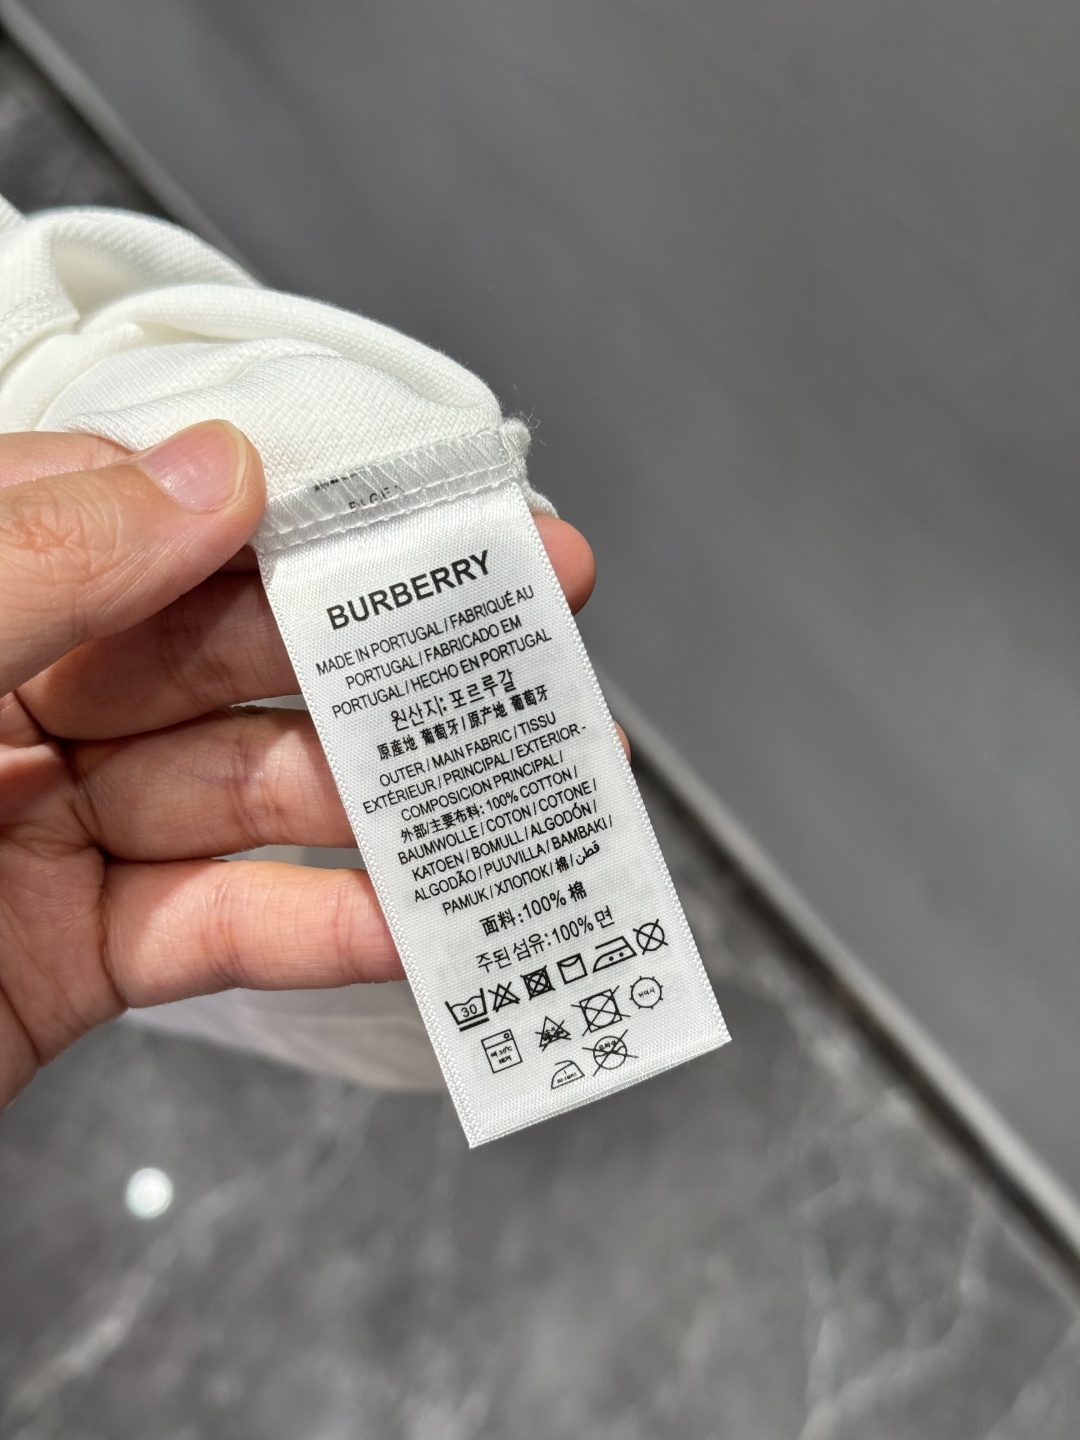 BURBERRY
MADE IN PORTUGAL / FABRIQUÉ AU
PORTUGAL / FABRICADO EM
PORTUGAL / HECHO EN PORTUGAL
원산지: 포르루갈
原産地 葡萄牙 / 原产地 葡萄牙
OUTER / MAIN FABRIC / TISSU
EXTÉRIEUR / PRINCIPAL / EXTERIOR -
COMPOSICION PRINCIPAL /
外部/主要布料: 100% COTTON /
BAUMWOLLE / COTON / COTONE /
KATOEN / BOMULL / ALGODÓN /
ALGODÃO / PUUVILLA / BAMBAKI /
PAMUK / ХЛОПОК / 棉 / قطن
面料:100% 棉
주된섬유:100% 면
30